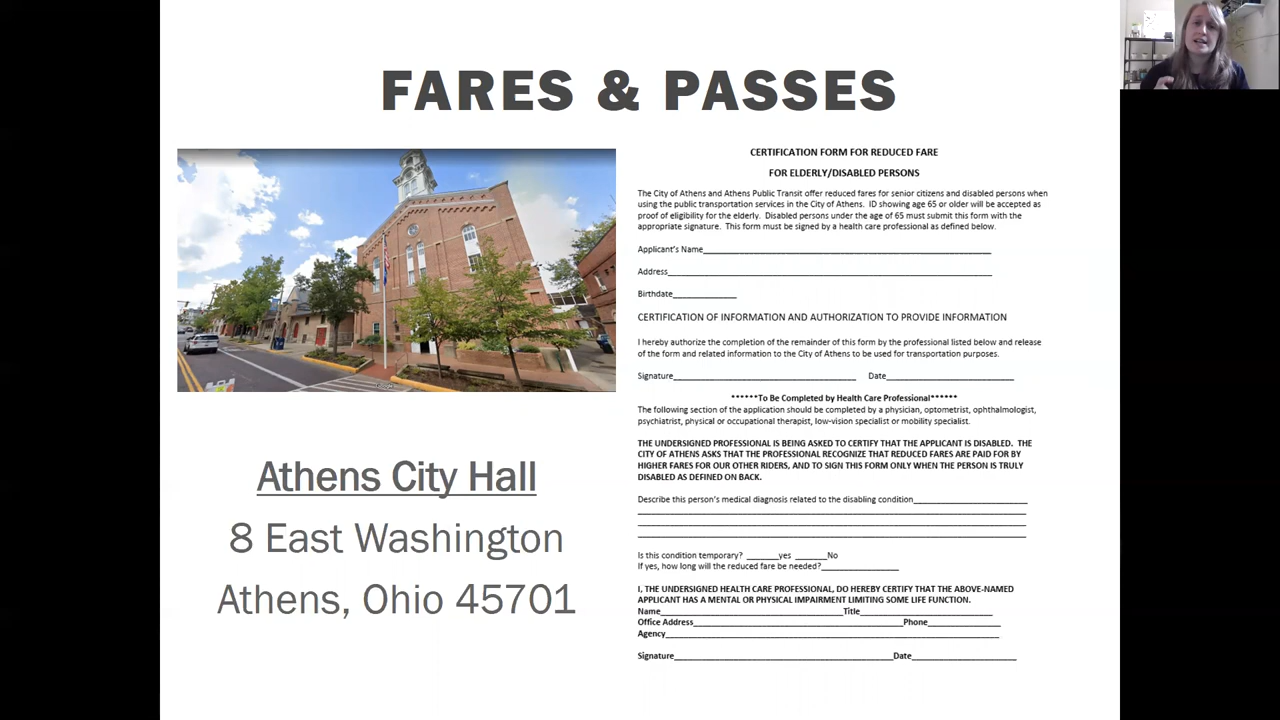 FARES & PASSES
Athens City Hall
8 East Washington
Athens, Ohio 45701
CERTIFICATION FORM FOR REDUCED FARE
FOR ELDERLY/DISABLED PERSONS
The City of Athens and Athens Public Transit offer reduced fares for senior citizens and disabled persons when
using the public transportation services in the City of Athens. ID showing age 65 or older will be accepted as
proof of eligibility for the elderly. Disabled persons under the age of 65 must submit this form with the
appropriate signature. This form must be signed by a health care professional as defined below.
Applicant's Name
Address
Birthdate
CERTIFICATION OF INFORMATION AND AUTHORIZATION TO PROVIDE INFORMATION
I hereby authorize the completion of the remainder of this form by the professional listed below and release
of the form and related information to the City of Athens to be used for transportation purposes.
Signature Date
******To Be Completed by Health Care Professional******
The following section of the application should be completed by a physician, optometrist, ophthalmologist,
psychiatrist, physical or occupational therapist, low-vision specialist or mobility specialist.
THE UNDERSIGNED PROFESSIONAL IS BEING ASKED TO CERTIFY THAT THE APPLICANT IS DISABLED. THE
CITY OF ATHENS ASKS THAT THE PROFESSIONAL RECOGNIZE THAT REDUCED FARES ARE PAID FOR BY
HIGHER FARES FOR OUR OTHER RIDERS, AND TO SIGN THIS FORM ONLY WHEN THE PERSON IS TRULY
DISABLED AS DEFINED ON BACK.
Describe this person's medical diagnosis related to the disabling condition
Is this condition temporary? yes No
If yes, how long will the reduced fare be needed?
I, THE UNDERSIGNED HEALTH CARE PROFESSIONAL, DO HEREBY CERTIFY THAT THE ABOVE-NAMED
APPLICANT HAS A MENTAL OR PHYSICAL IMPAIRMENT LIMITING SOME LIFE FUNCTION.
Name Title
Office Address Phone
Agency
Signature Date